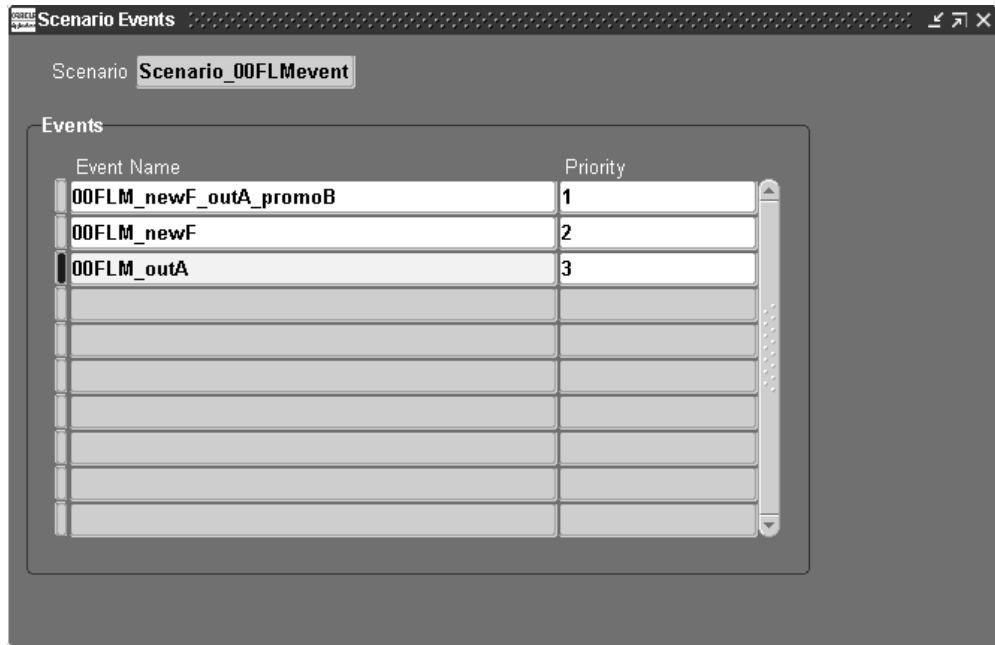 Scenario Events
Scenario Scenario_00FLMevent
Events
Event Name Priority
00FLM_newF_outA_promoB 1
00FLM_newF 2
00FLM_outA 3